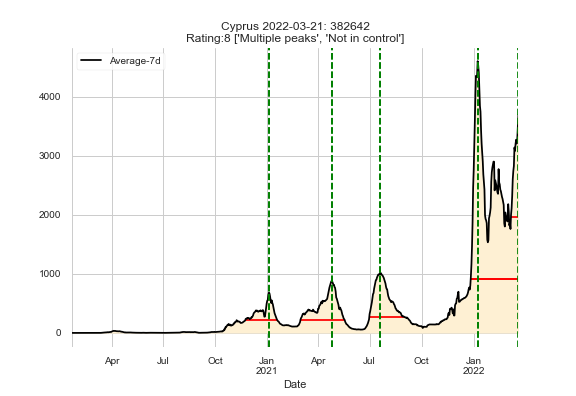 Cyprus 2022-03-21: 382642
Rating:8 ['Multiple peaks', 'Not in control']
Average-7d
4000
3000
2000
1000
0
Apr Jul Oct Jan Apr Jul Oct Jan
2021 2022
Date